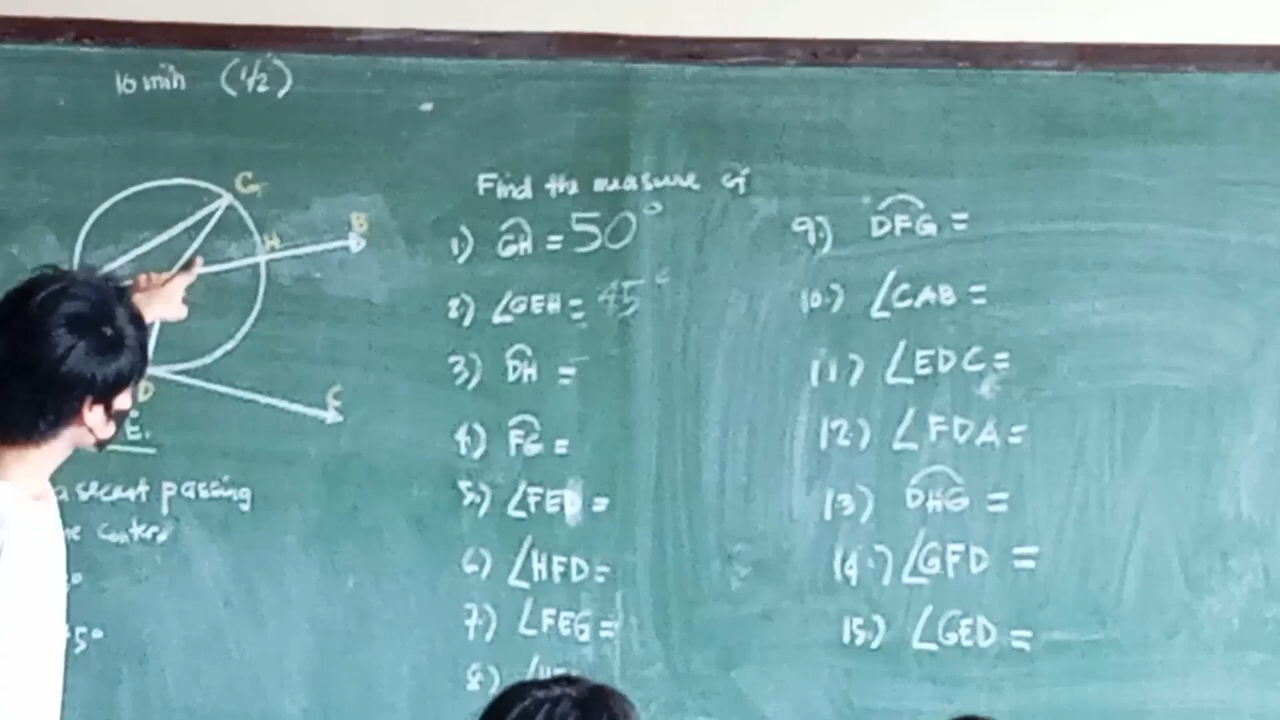 10 min (1/2)
G
B
H
D
C
E.
a secant passing
5°
Find the measure of
1.) GH = 50°
2.) ∠GEH = 45°
3.) DH =
4.) FG =
5.) ∠FED =
6.) ∠HFD =
7.) ∠FEG =
8.)
9.) DFG =
10.) ∠CAB =
11.) ∠EDC =
12.) ∠FDA =
13.) DHG =
14.) ∠GFD =
15.) ∠GED =